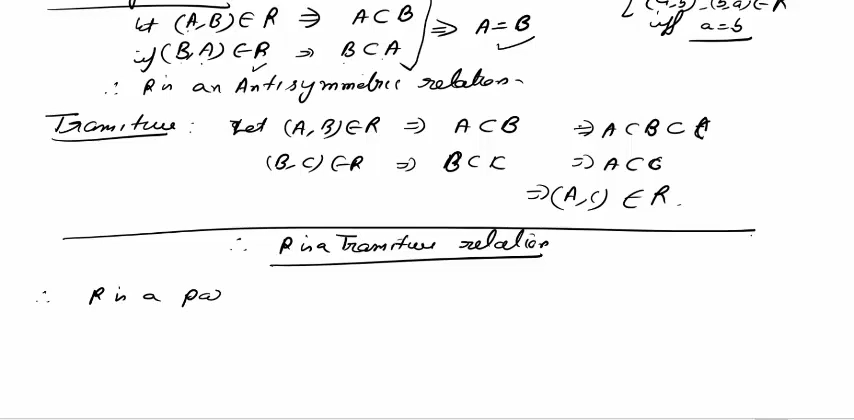 let (A,B) ∈ R ⇒ A ⊂ B
if (B,A) ∈ R ⇒ B ⊂ A } ⇒ A = B
iff a = b
∴ R is an Antisymmetric relation.
Transitive : Let (A,B) ∈ R ⇒ A ⊂ B ⇒ A ⊂ B ⊂ C
(B,C) ∈ R ⇒ B ⊂ C ⇒ A ⊂ C
⇒ (A,C) ∈ R.
∴ R is a Transitive relation
∴ R is a pa